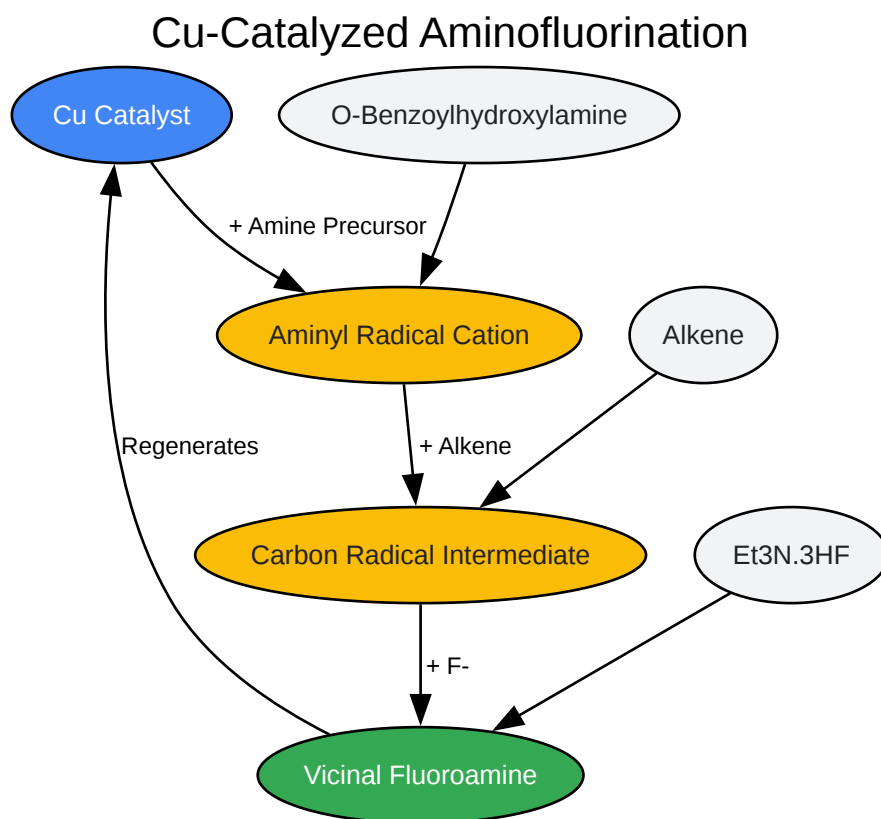 Cu-Catalyzed Aminofluorination
Cu Catalyst
O-Benzoylhydroxylamine
+ Amine Precursor
Aminyl Radical Cation
Alkene
Regenerates
+ Alkene
Carbon Radical Intermediate
Et3N.3HF
+ F-
Vicinal Fluoroamine